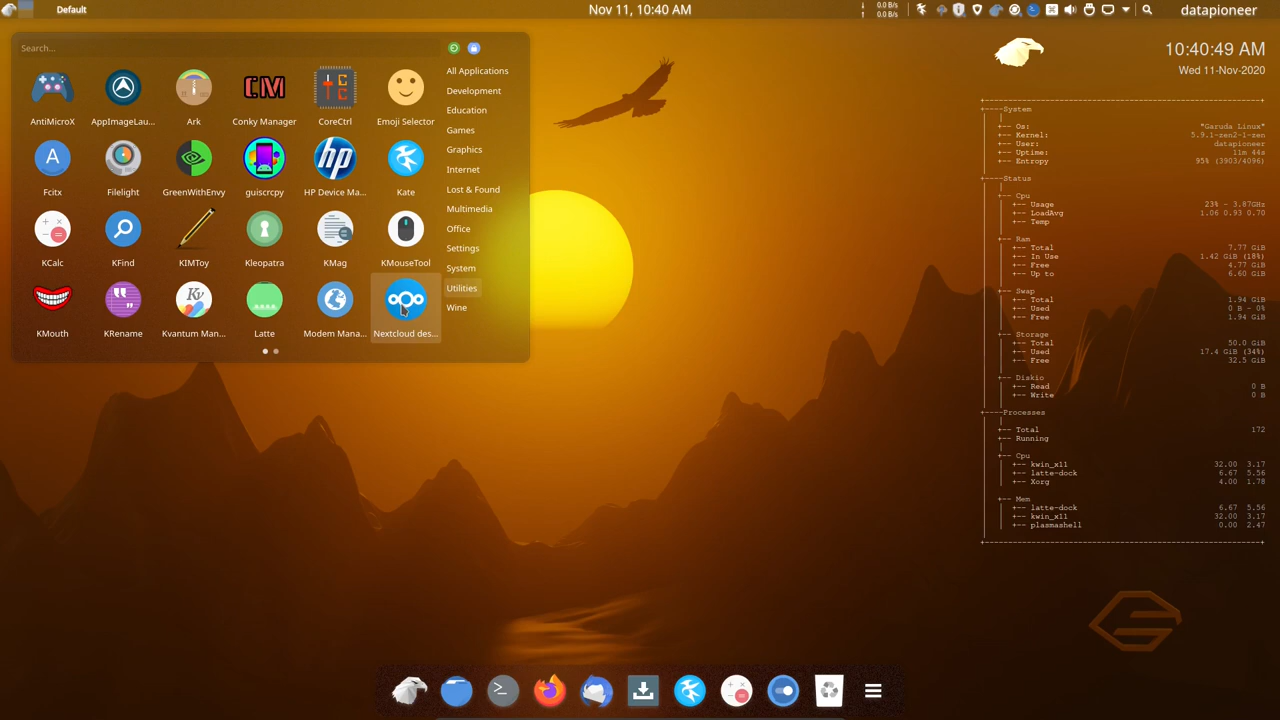 Default
Nov 11, 10:40 AM
0.0 B/s
0.0 B/s
datapioneer
Search...
AntiMicroX
AppImageLau...
Ark
Conky Manager
CoreCtrl
Emoji Selector
Fcitx
Filelight
GreenWithEnvy
guiscrcpy
HP Device Ma...
Kate
KCalc
KFind
KIMToy
Kleopatra
KMag
KMouseTool
KMouth
KRename
Kvantum Man...
Latte
Modem Mana...
Nextcloud des...
All Applications
Development
Education
Games
Graphics
Internet
Lost & Found
Multimedia
Office
Settings
System
Utilities
Wine
10:40:49 AM
Wed 11-Nov-2020
System
Os: "Garuda Linux"
Kernel: 5.9.1-zen2-1-zen
User: datapioneer
Uptime: 11m 44s
Entropy 95% (3903/4096)
Status
Cpu
Usage 23% - 3.87GHz
LoadAvg 1.06 0.93 0.70
Temp
Ram
Total 7.77 GiB
In Use 1.42 GiB (18%)
Free 4.77 GiB
Up to 6.60 GiB
Swap
Total 1.94 GiB
Used 0 B - 0%
Free 1.94 GiB
Storage
Total 50.0 GiB
Used 17.4 GiB (34%)
Free 32.5 GiB
Diskio
Read 0 B
Write 0 B
Processes
Total 172
Running
Cpu
kwin_x11 32.00 3.17
latte-dock 6.67 5.56
Xorg 4.00 1.78
Mem
latte-dock 6.67 5.56
kwin_x11 32.00 3.17
plasmashell 0.00 2.47